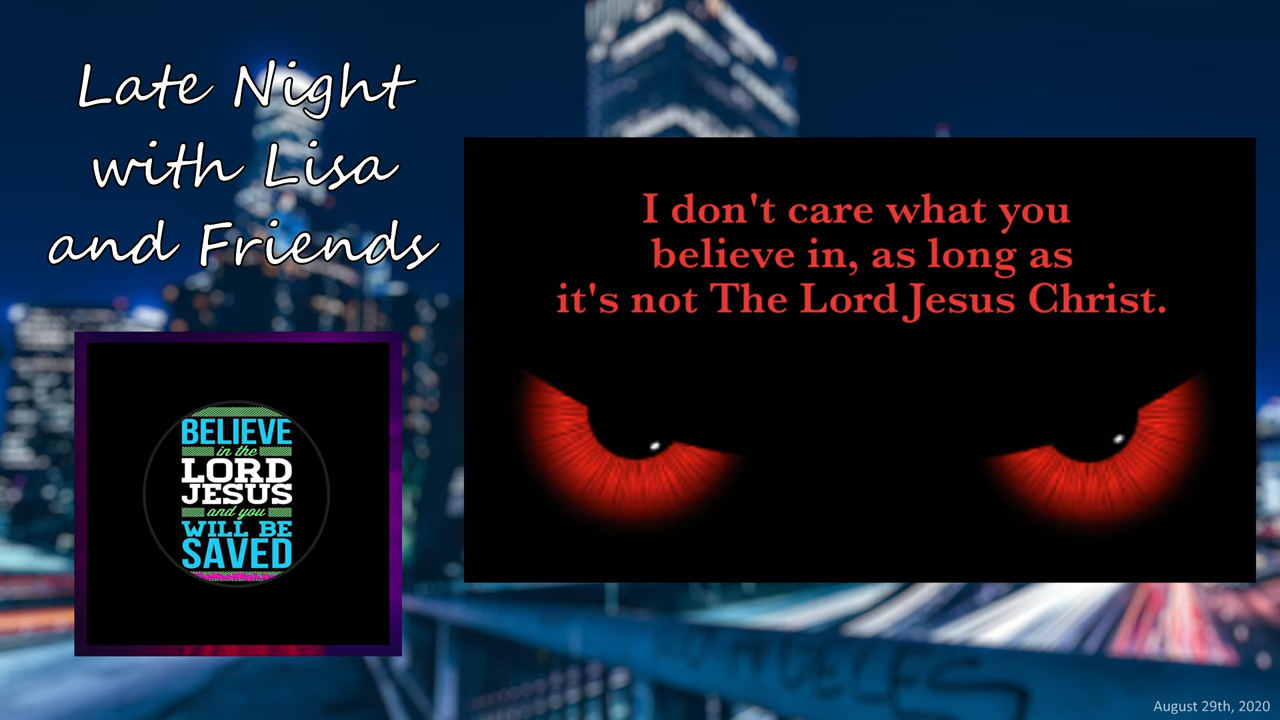 Late Night
with Lisa
and Friends
I don't care what you
believe in, as long as
it's not The Lord Jesus Christ.
BELIEVE
in the
LORD
JESUS
and you
WILL BE
SAVED
August 29th, 2020